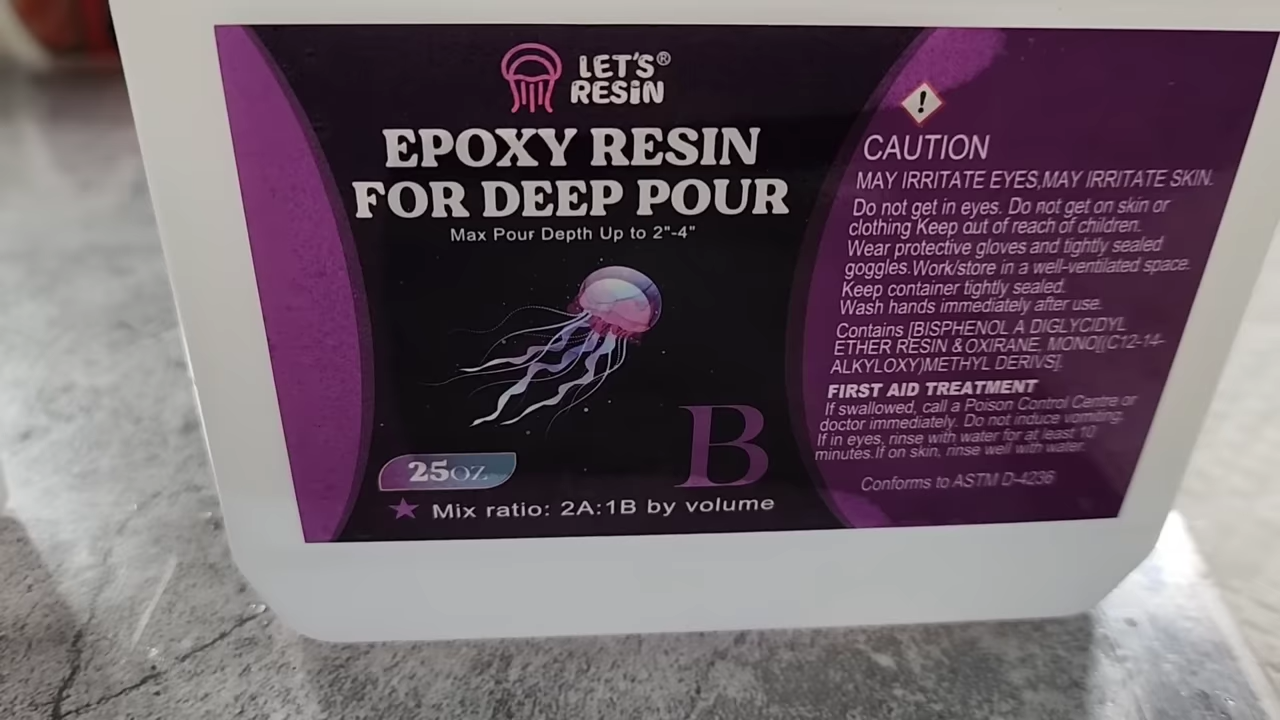 LET'S®
RESiN
EPOXY RESIN
FOR DEEP POUR
Max Pour Depth Up to 2"-4"
B
25OZ
★ Mix ratio: 2A:1B by volume
!
CAUTION
MAY IRRITATE EYES,MAY IRRITATE SKIN.
Do not get in eyes. Do not get on skin or
clothing Keep out of reach of children.
Wear protective gloves and tightly sealed
goggles.Work/store in a well-ventilated space.
Keep container tightly sealed.
Wash hands immediately after use.
Contains [BISPHENOL A DIGLYCIDYL
ETHER RESIN &OXIRANE, MONO[(C12-14-
ALKYLOXY)METHYL DERIVS].
FIRST AID TREATMENT
If swallowed, call a Poison Control Centre or
doctor immediately. Do not induce vomiting.
If in eyes, rinse with water for at least 10
minutes.If on skin, rinse well with water.
Conforms to ASTM D-4236